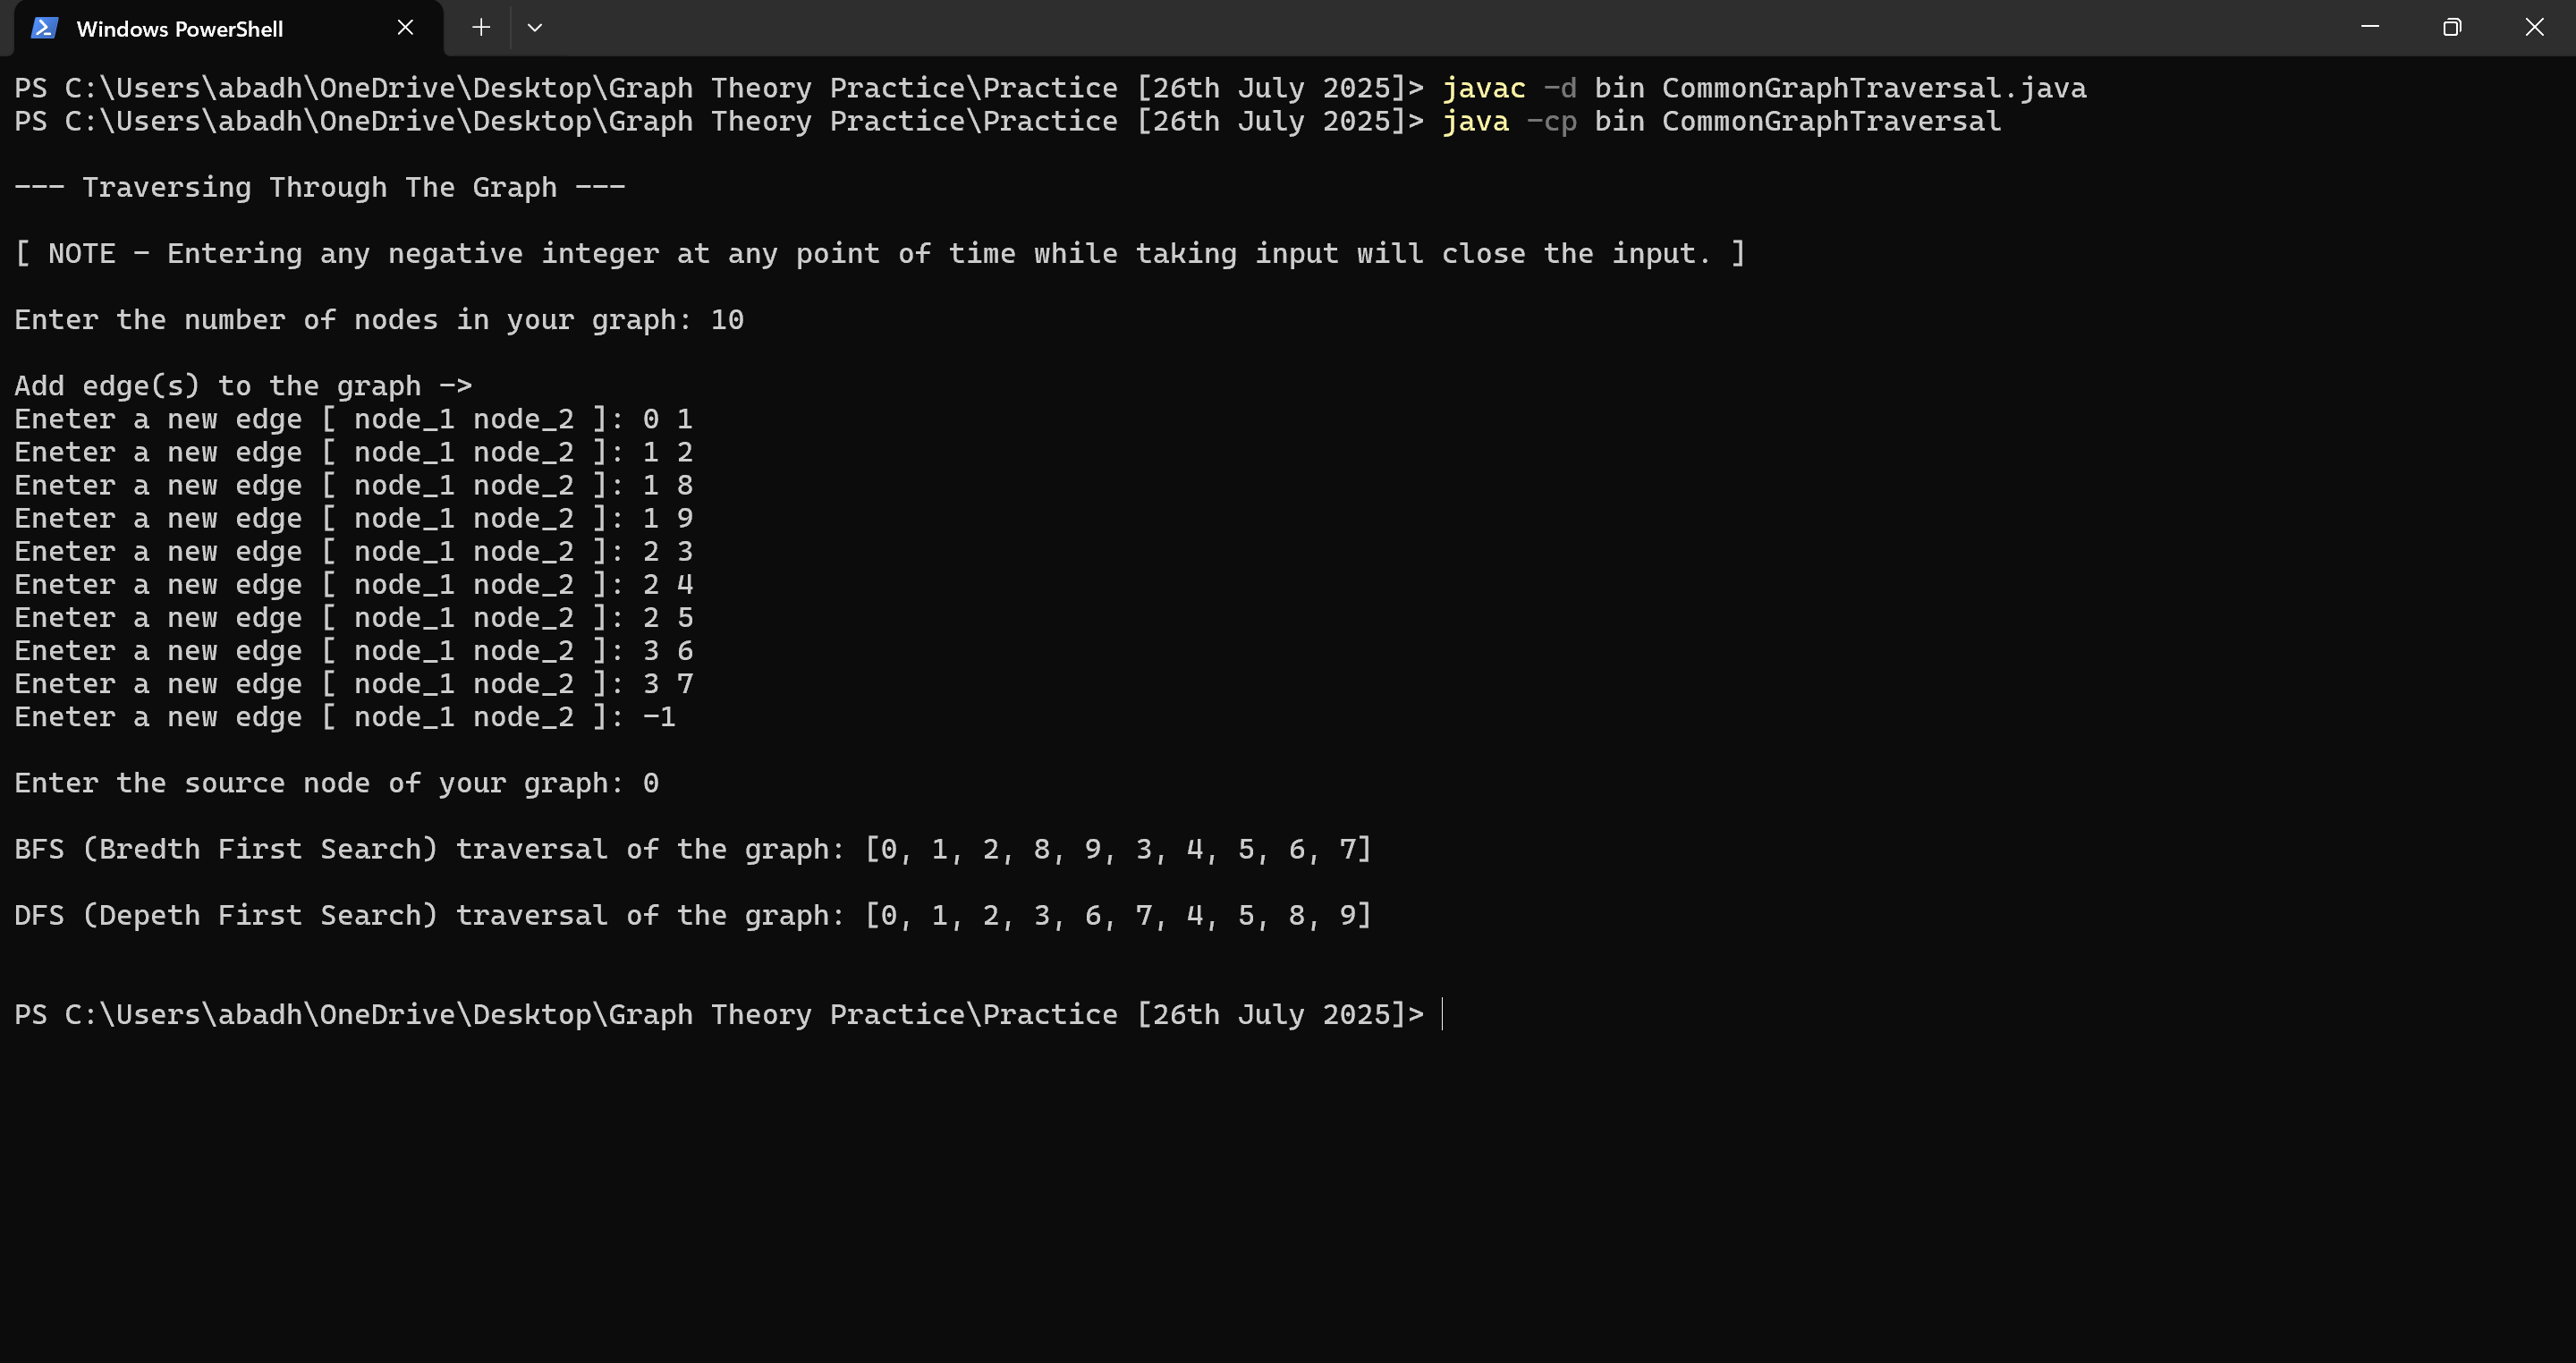 Windows PowerShell
PS C:\Users\abadh\OneDrive\Desktop\Graph Theory Practice\Practice [26th July 2025]> javac -d bin CommonGraphTraversal.java
PS C:\Users\abadh\OneDrive\Desktop\Graph Theory Practice\Practice [26th July 2025]> java -cp bin CommonGraphTraversal
--- Traversing Through The Graph ---
[ NOTE - Entering any negative integer at any point of time while taking input will close the input. ]
Enter the number of nodes in your graph: 10
Add edge(s) to the graph ->
Eneter a new edge [ node_1 node_2 ]: 0 1
Eneter a new edge [ node_1 node_2 ]: 1 2
Eneter a new edge [ node_1 node_2 ]: 1 8
Eneter a new edge [ node_1 node_2 ]: 1 9
Eneter a new edge [ node_1 node_2 ]: 2 3
Eneter a new edge [ node_1 node_2 ]: 2 4
Eneter a new edge [ node_1 node_2 ]: 2 5
Eneter a new edge [ node_1 node_2 ]: 3 6
Eneter a new edge [ node_1 node_2 ]: 3 7
Eneter a new edge [ node_1 node_2 ]: -1
Enter the source node of your graph: 0
BFS (Bredth First Search) traversal of the graph: [0, 1, 2, 8, 9, 3, 4, 5, 6, 7]
DFS (Depeth First Search) traversal of the graph: [0, 1, 2, 3, 6, 7, 4, 5, 8, 9]
PS C:\Users\abadh\OneDrive\Desktop\Graph Theory Practice\Practice [26th July 2025]>